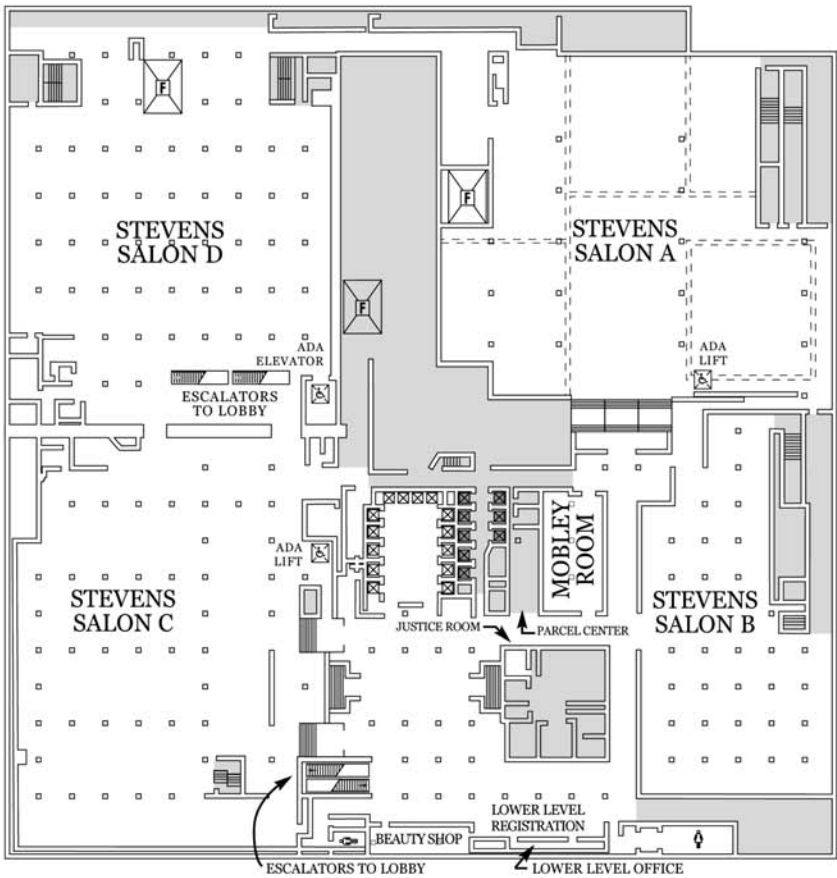 F
F
STEVENS
SALON D
STEVENS
SALON A
F
ADA
ELEVATOR
ADA
LIFT
ESCALATORS
TO LOBBY
MOBLEY
ROOM
ADA
LIFT
STEVENS
SALON C
STEVENS
SALON B
JUSTICE ROOM
PARCEL CENTER
LOWER LEVEL
REGISTRATION
BEAUTY SHOP
ESCALATORS TO LOBBY
LOWER LEVEL OFFICE